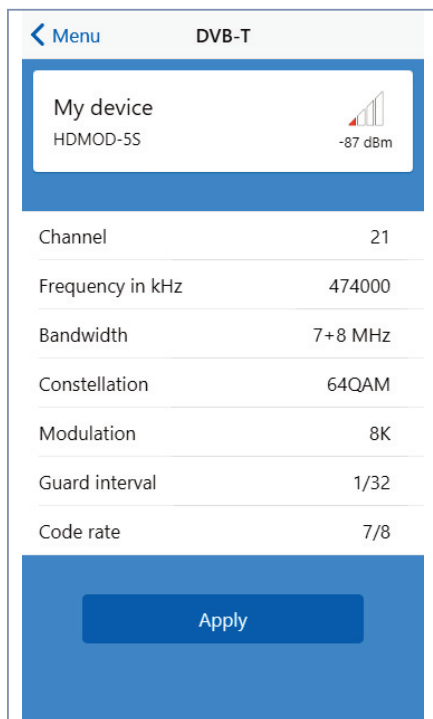 Menu DVB-T
My device
HDMOD-5S -87 dBm
Channel 21
Frequency in kHz 474000
Bandwidth 7+8 MHz
Constellation 64QAM
Modulation 8K
Guard interval 1/32
Code rate 7/8
Apply